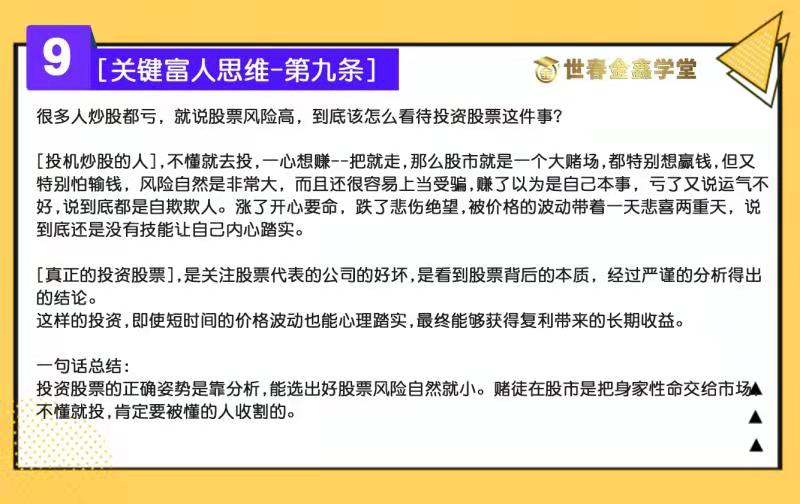 9
[关键富人思维-第九条]
世春金鑫学堂
很多人炒股都亏，就说股票风险高，到底该怎么看待投资股票这件事？
[投机炒股的人],不懂就去投,一心想赚--把就走,那么股市就是一个大赌场,都特别想赢钱,但又
特别怕输钱，风险自然是非常大，而且还很容易上当受骗,赚了以为是自己本事，亏了又说运气不
好,说到底都是自欺欺人。涨了开心要命，跌了悲伤绝望,被价格的波动带着一天悲喜两重天，说
到底还是没有技能让自己内心踏实。
[真正的投资股票],是关注股票代表的公司的好坏,是看到股票背后的本质，经过严谨的分析得出
的结论。
这样的投资,即使短时间的价格波动也能心理踏实,最终能够获得复利带来的长期收益。
一句话总结：
投资股票的正确姿势是靠分析,能选出好股票风险自然就小。赌徒在股市是把身家性命交给市场,
不懂就投,肯定要被懂的人收割的。